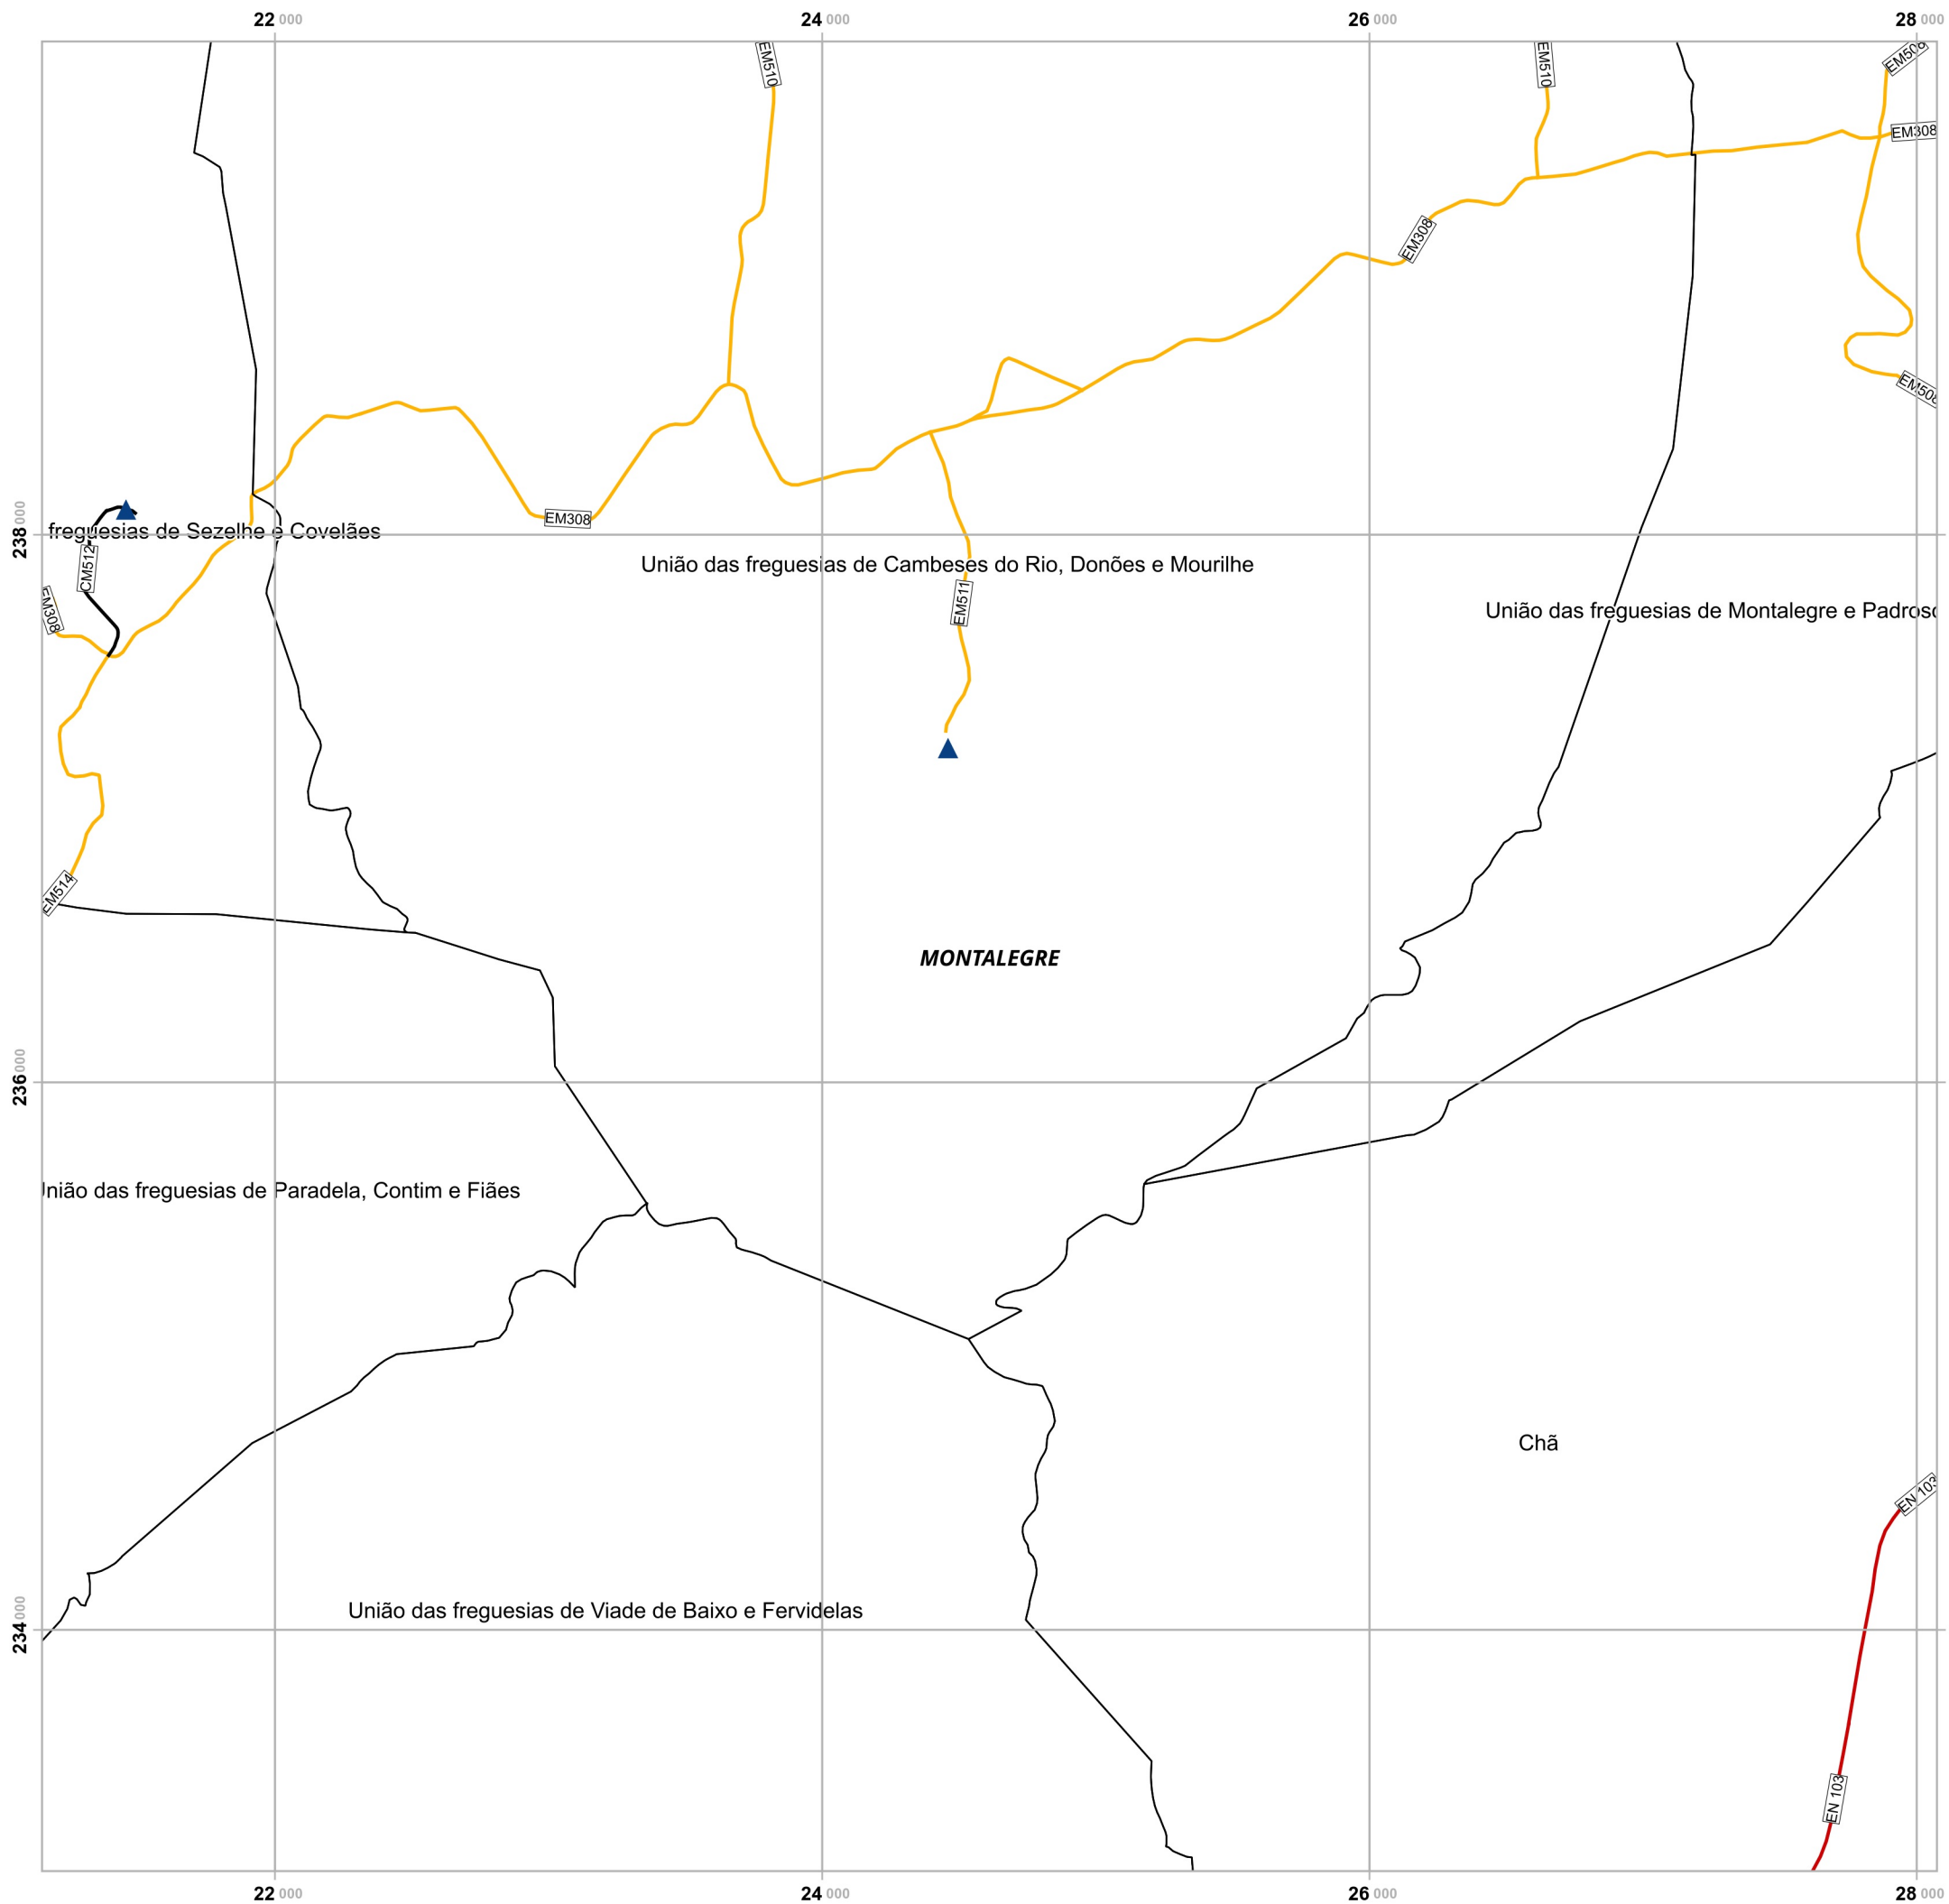 22 000
24 000
26 000
28 000
EM510
EM510
EM508
EM308
EM308
EM508
238 000
freguesias de Sezelhe e Covelães
EM308
CM512
EM308
União das freguesias de Cambeses do Rio, Donões e Mourilhe
EM511
União das freguesias de Montalegre e Padroso
EM514
MONTALEGRE
236 000
União das freguesias de Paradela, Contim e Fiães
Chã
EN 103
234 000
União das freguesias de Viade de Baixo e Fervidelas
EN 103
22 000
24 000
26 000
28 000